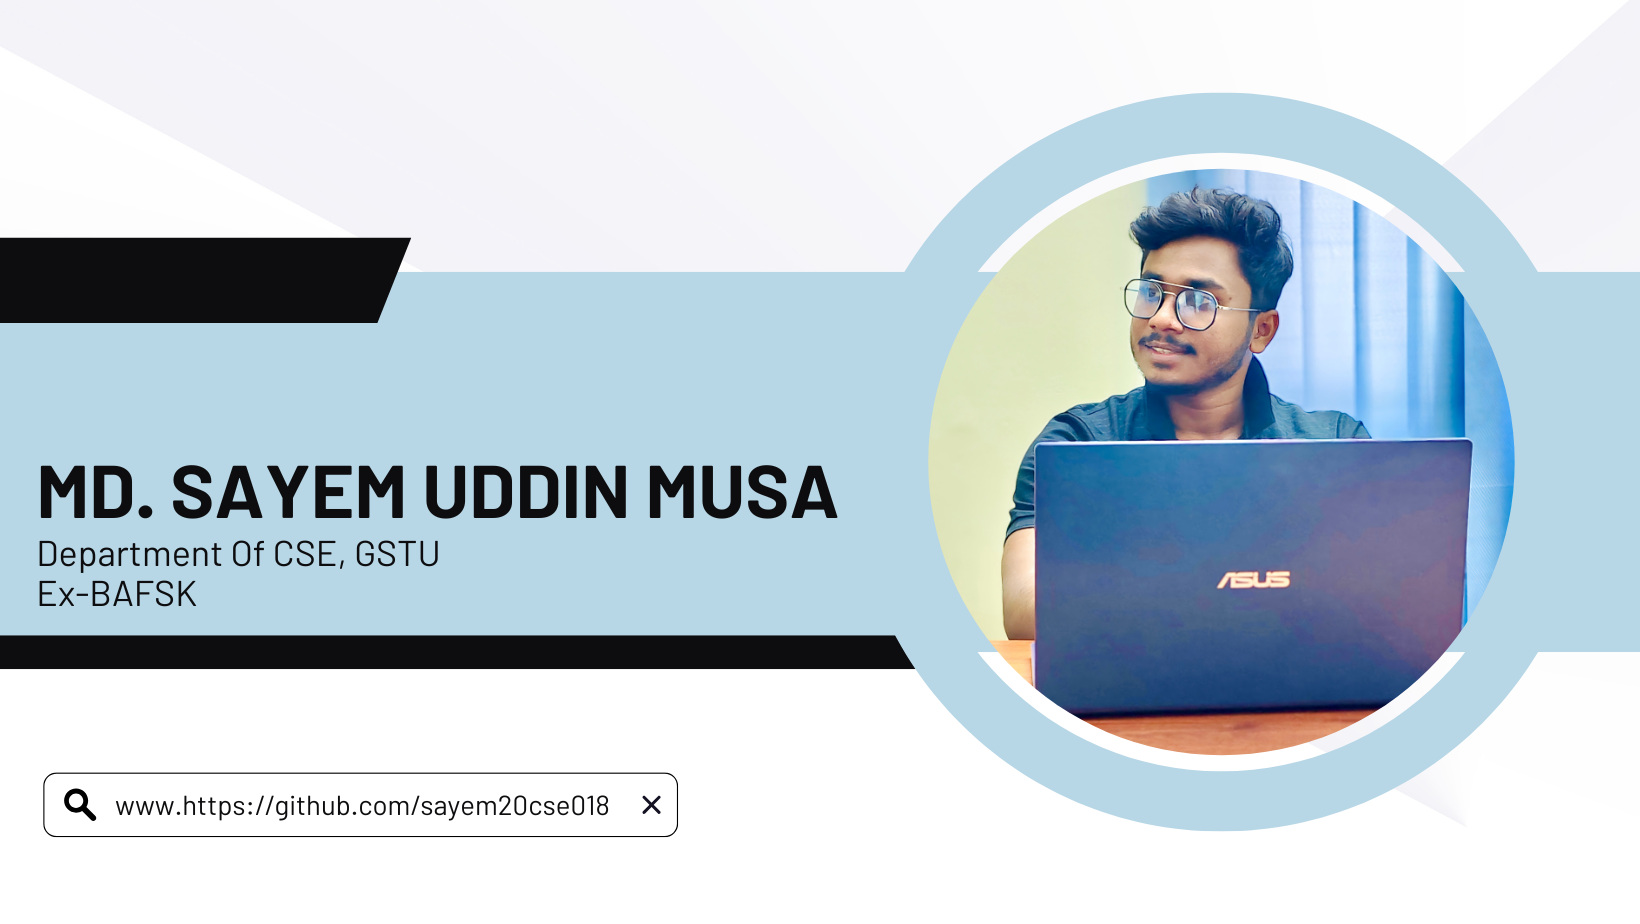 MD. SAYEM UDDIN MUSA
Department Of CSE, GSTU
Ex-BAFSK
ASUS
www.https://github.com/sayem20cse018